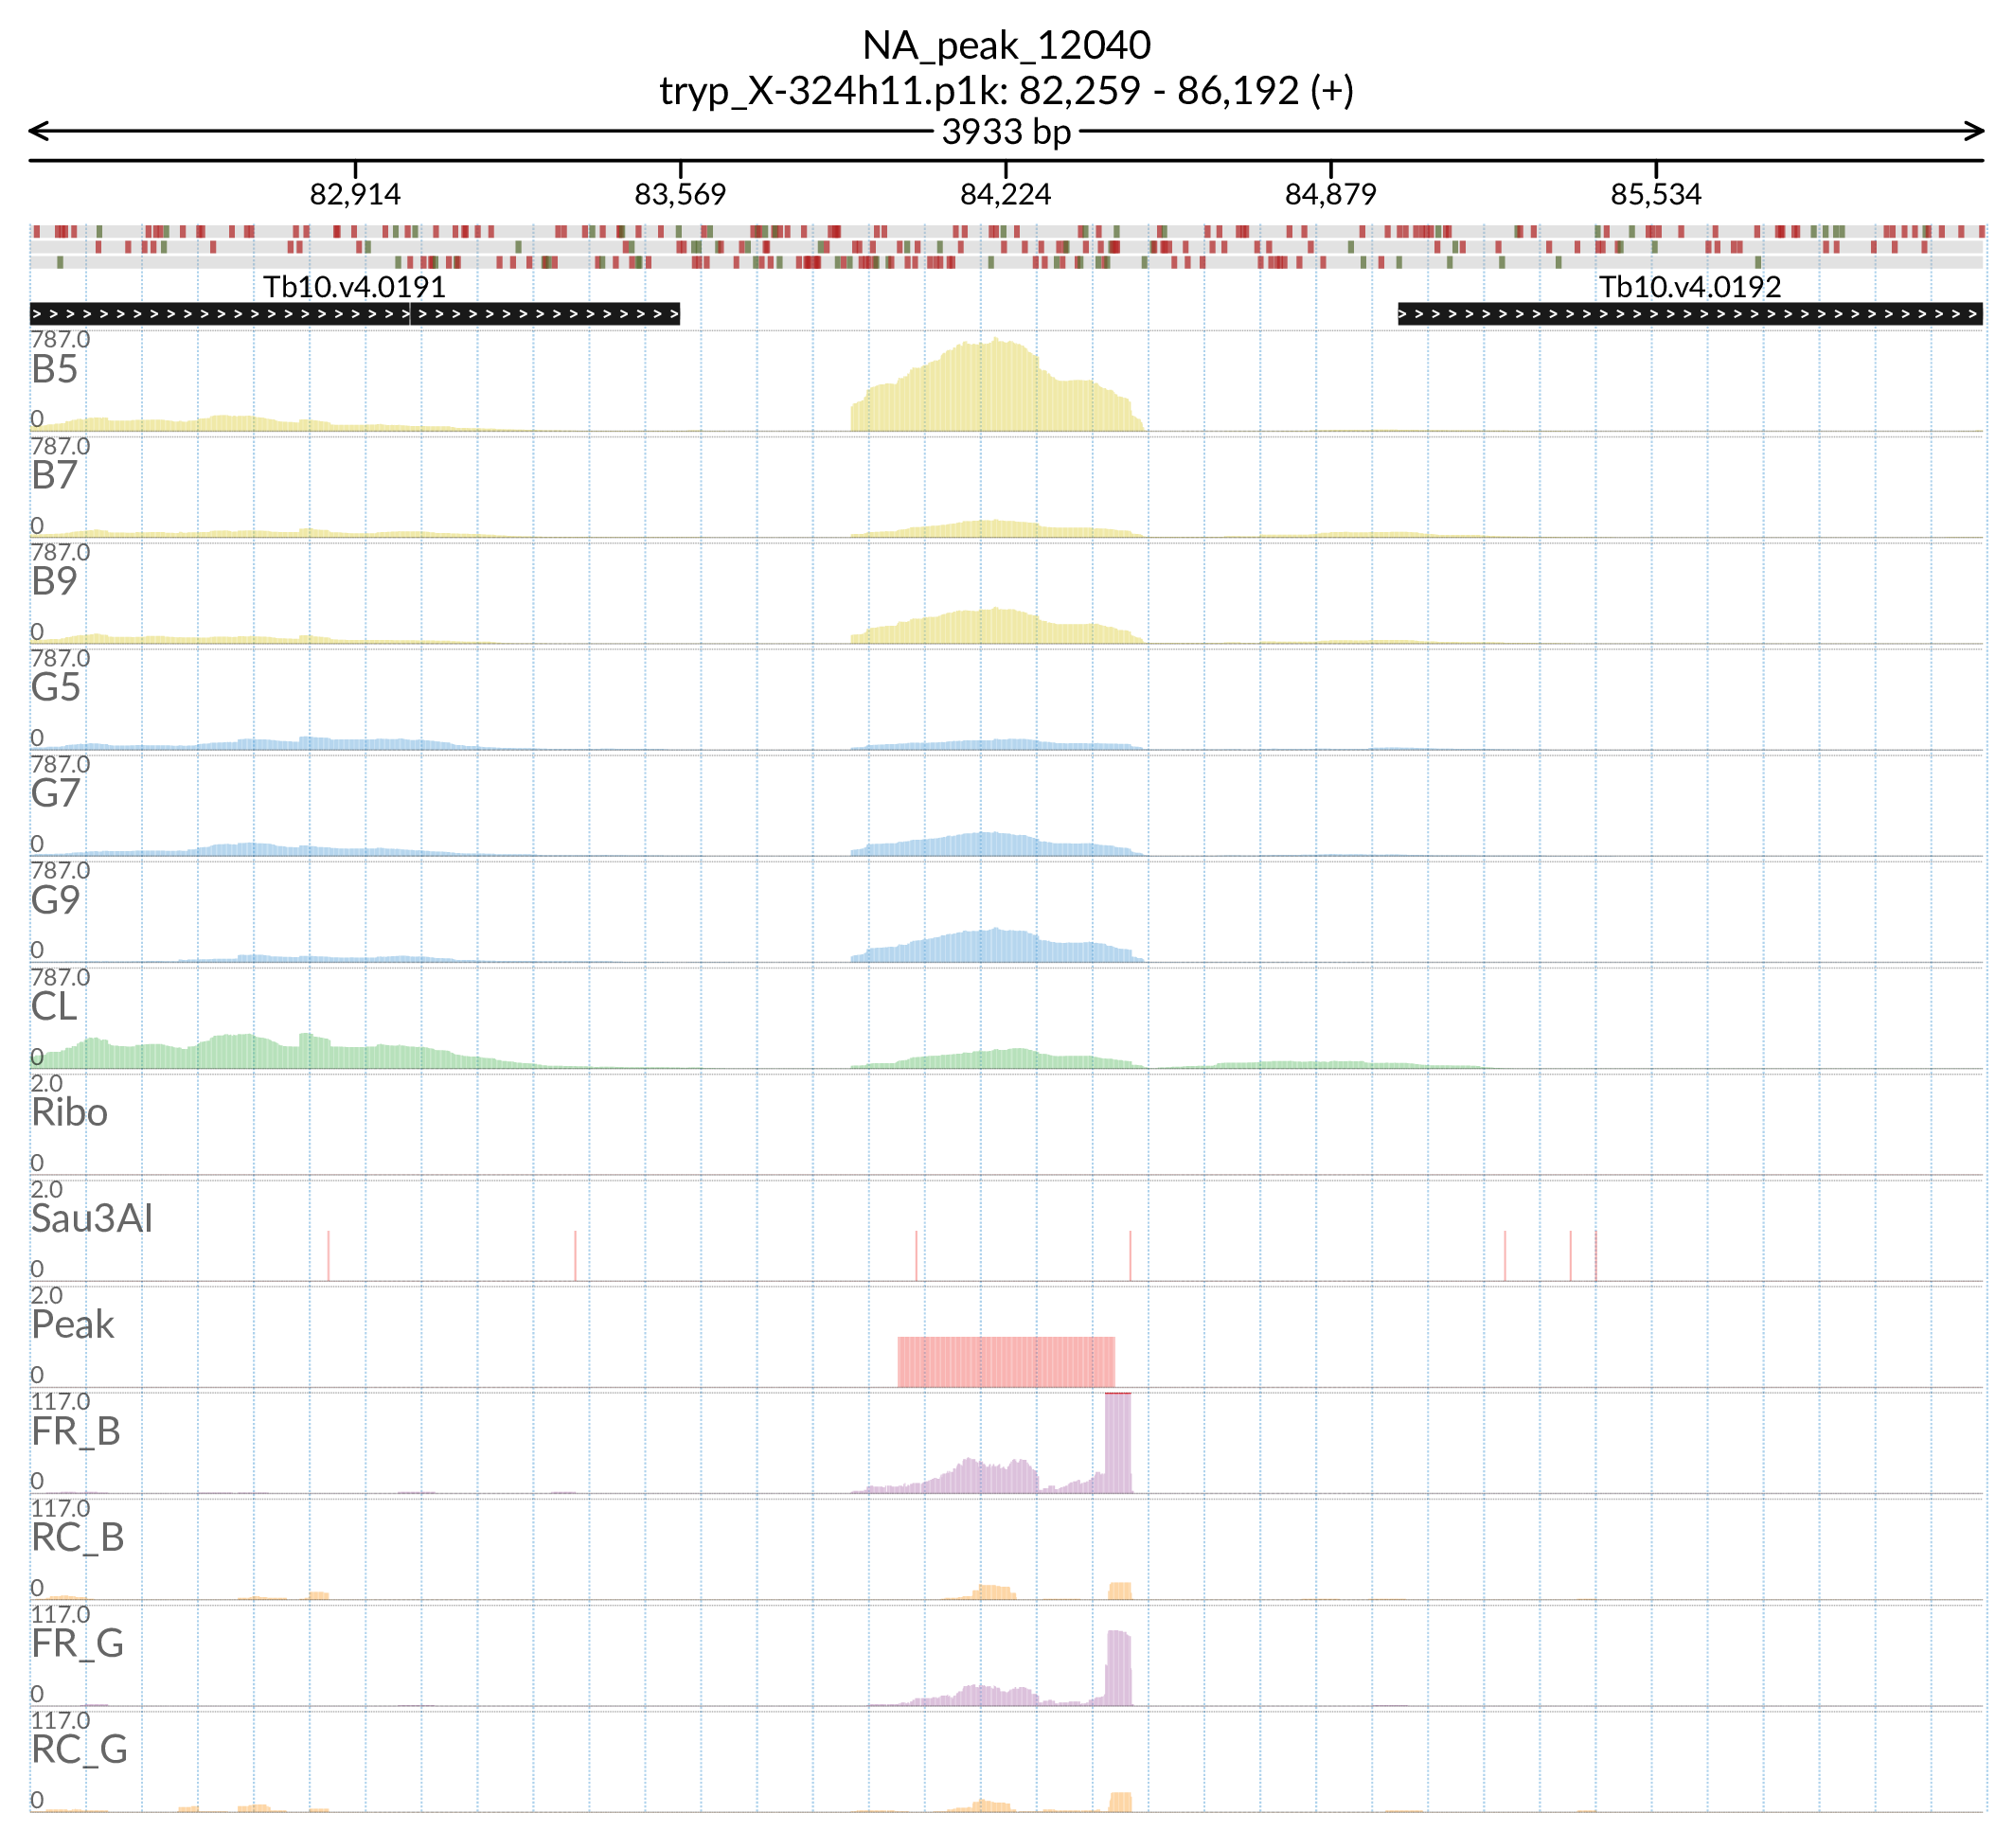 NA_peak_12040
tryp_X-324h11.p1k: 82,259 - 86,192 (+)
3933 bp
82,914 83,569 84,224 84,879 85,534
Tb10.v4.0191 Tb10.v4.0192
787.0
B5
0
787.0
B7
0
787.0
B9
0
787.0
G5
0
787.0
G7
0
787.0
G9
0
787.0
CL
0
2.0
Ribo
0
2.0
Sau3AI
0
2.0
Peak
0
117.0
FR_B
0
117.0
RC_B
0
117.0
FR_G
0
117.0
RC_G
0